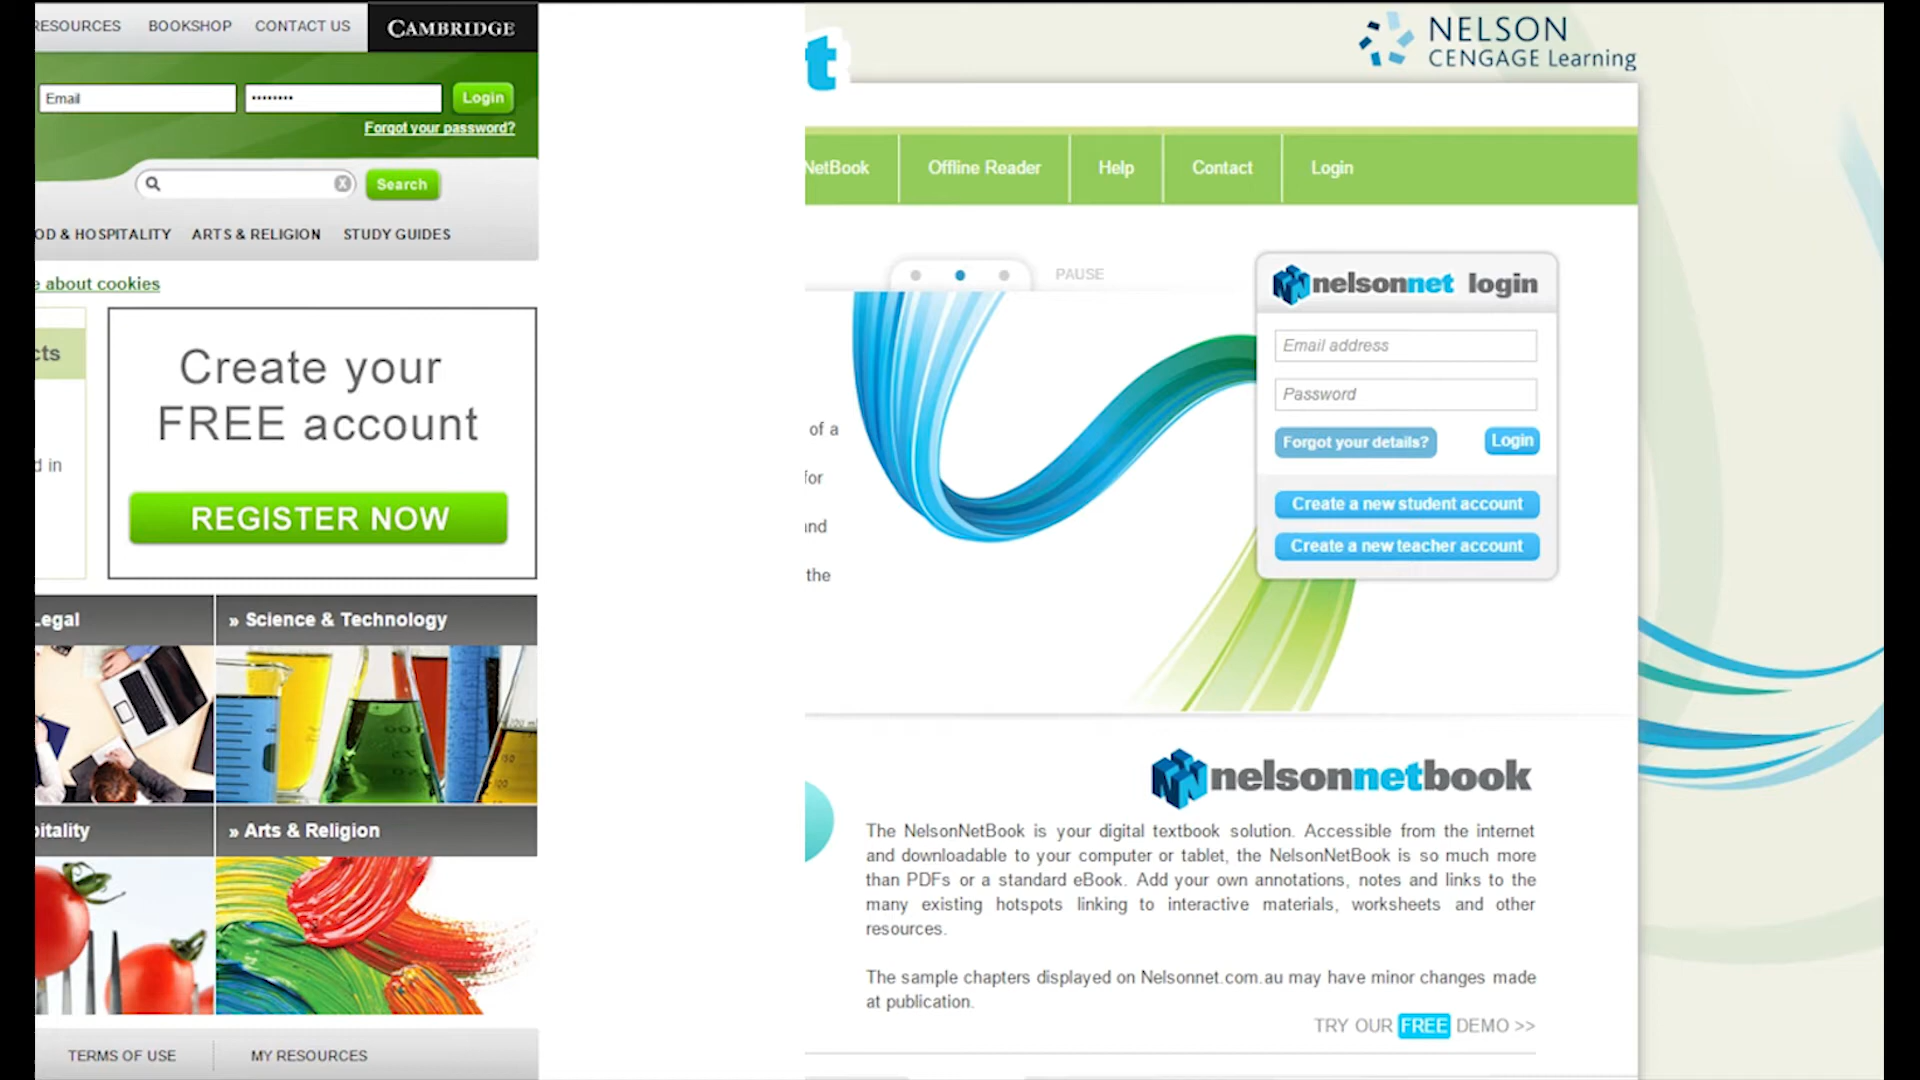 RESOURCES BOOKSHOP CONTACT US CAMBRIDGE
Email Login
Forgot your password?
Search
OD & HOSPITALITY ARTS & RELIGION STUDY GUIDES
e about cookies
cts
d in
Create your
FREE account
REGISTER NOW
Legal » Science & Technology
pitality » Arts & Religion
TERMS OF USE MY RESOURCES
t
NELSON
CENGAGE Learning
NetBook Offline Reader Help Contact Login
PAUSE
of a
for
and
the
nelsonnet login
Email address
Password
Forgot your details? Login
Create a new student account
Create a new teacher account
nelsonnetbook
The NelsonNetBook is your digital textbook solution. Accessible from the internet
and downloadable to your computer or tablet, the NelsonNetBook is so much more
than PDFs or a standard eBook. Add your own annotations, notes and links to the
many existing hotspots linking to interactive materials, worksheets and other
resources.
The sample chapters displayed on Nelsonnet.com.au may have minor changes made
at publication.
TRY OUR FREE DEMO >>